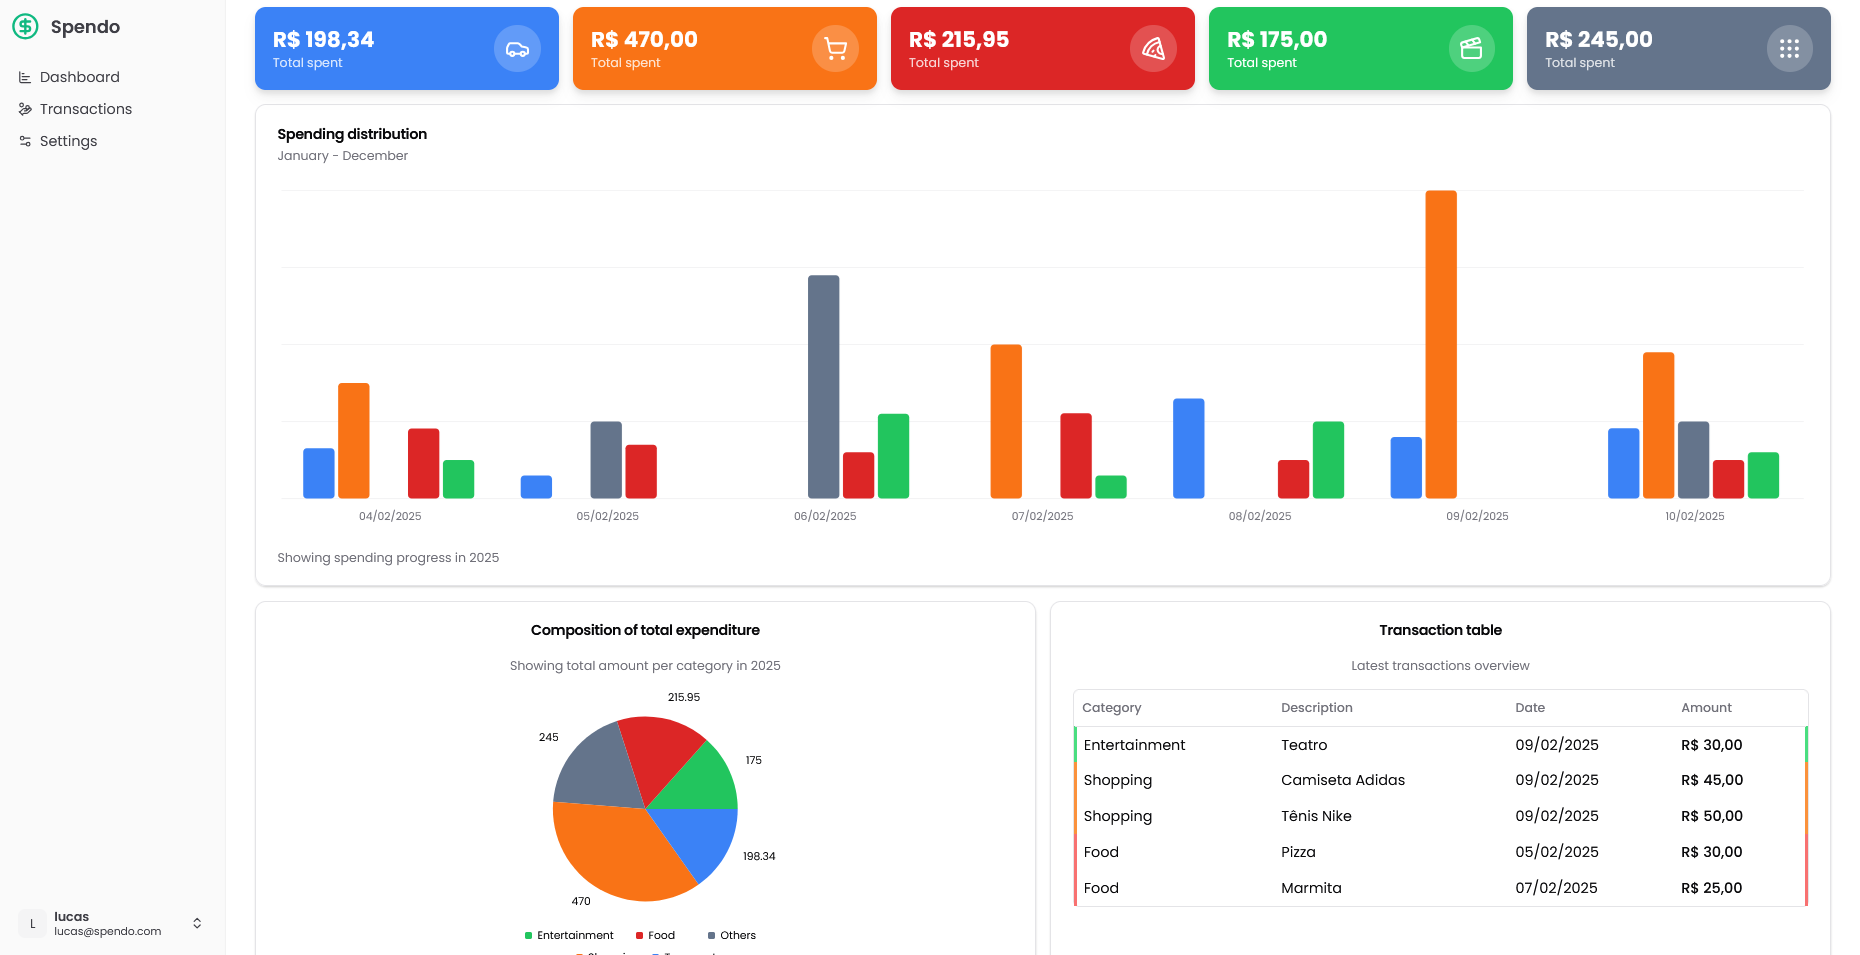 Spendo
Dashboard
Transactions
Settings
R$ 198,34
Total spent
R$ 470,00
Total spent
R$ 215,95
Total spent
R$ 175,00
Total spent
R$ 245,00
Total spent
Spending distribution
January - December
04/02/2025 05/02/2025 06/02/2025 07/02/2025 08/02/2025 09/02/2025 10/02/2025
Showing spending progress in 2025
Composition of total expenditure
Showing total amount per category in 2025
215.95
245
175
198.34
470
Entertainment Food Others
Transaction table
Latest transactions overview
Category Description Date Amount
Entertainment Teatro 09/02/2025 R$ 30,00
Shopping Camiseta Adidas 09/02/2025 R$ 45,00
Shopping Tênis Nike 09/02/2025 R$ 50,00
Food Pizza 05/02/2025 R$ 30,00
Food Marmita 07/02/2025 R$ 25,00
L
lucas
lucas@spendo.com